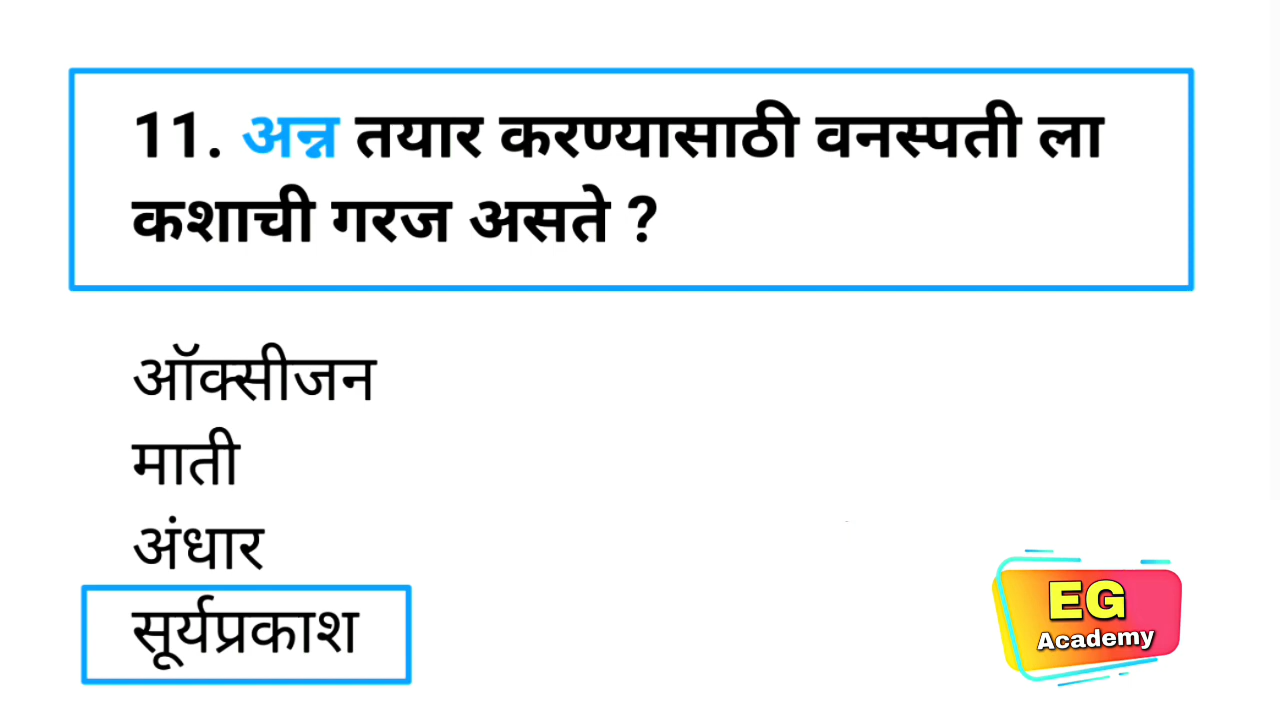 11. अन्न तयार करण्यासाठी वनस्पती ला
कशाची गरज असते ?
ऑक्सीजन
माती
अंधार
सूर्यप्रकाश
EG
Academy